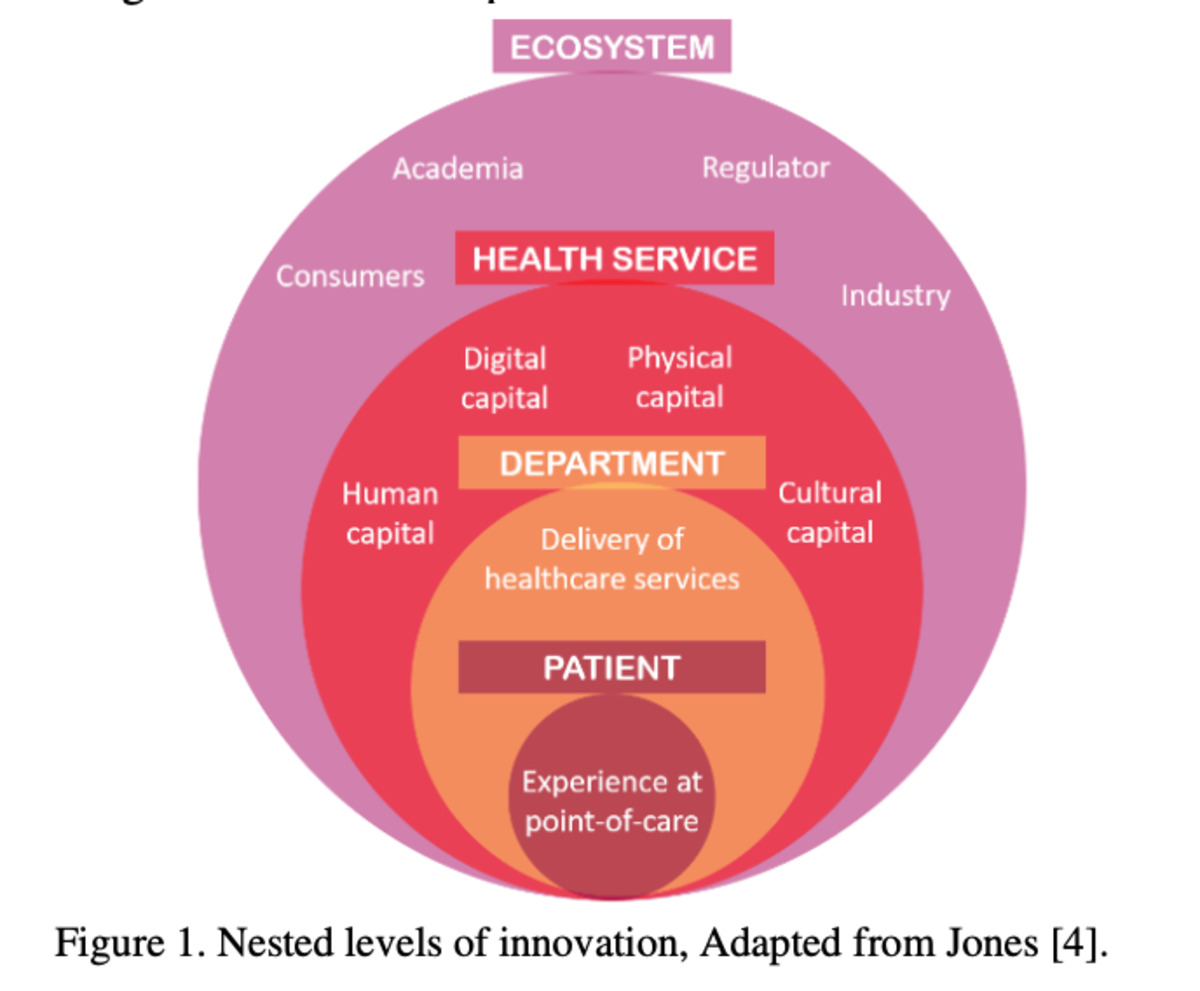 ECOSYSTEM
Academia
Regulator
HEALTH SERVICE
Consumers
Industry
Digital
capital
Physical
capital
DEPARTMENT
Human
capital
Cultural
capital
Delivery of
healthcare services
PATIENT
Experience at
point-of-care
Figure 1. Nested levels of innovation, Adapted from Jones [4].